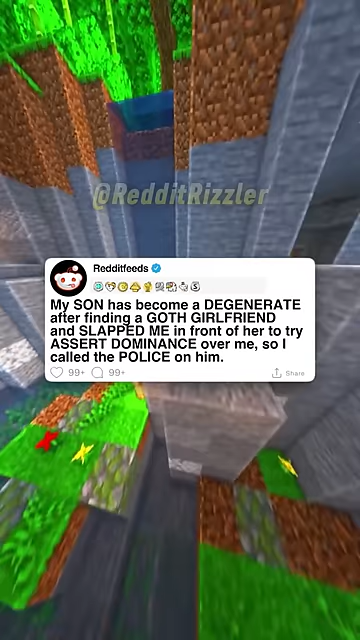 @RedditRizzler
Redditfeeds
My SON has become a DEGENERATE
after finding a GOTH GIRLFRIEND
and SLAPPED ME in front of her to try
ASSERT DOMINANCE over me, so I
called the POLICE on him.
99+ 99+ Share